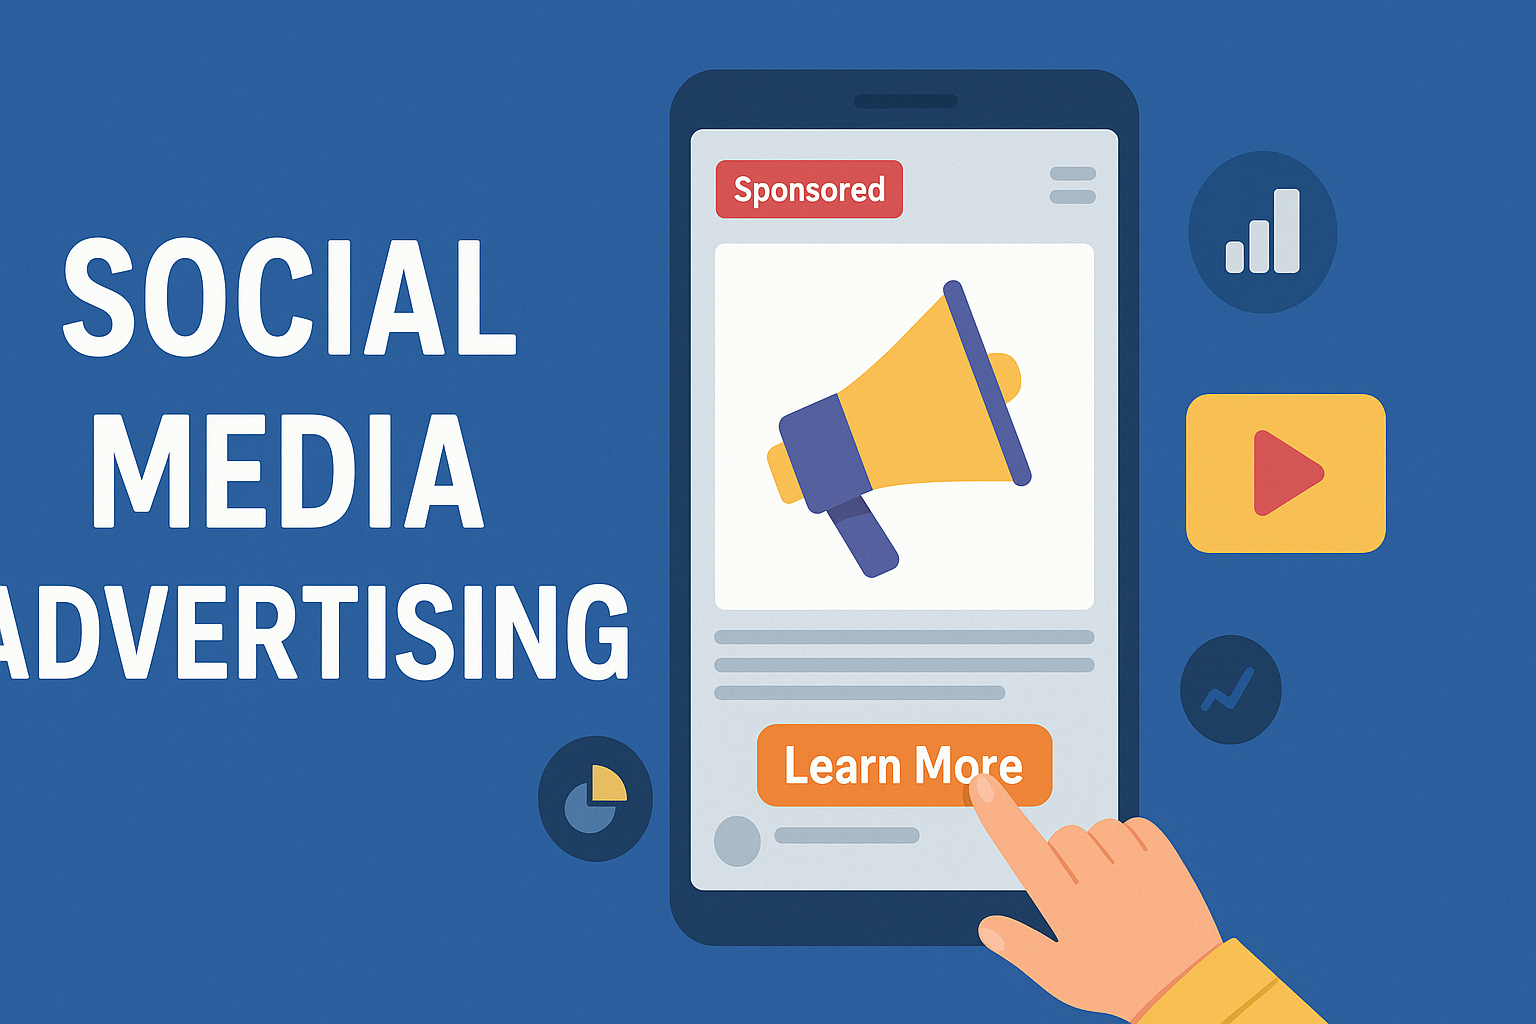 SOCIAL
MEDIA
ADVERTISING
Sponsored
Learn More